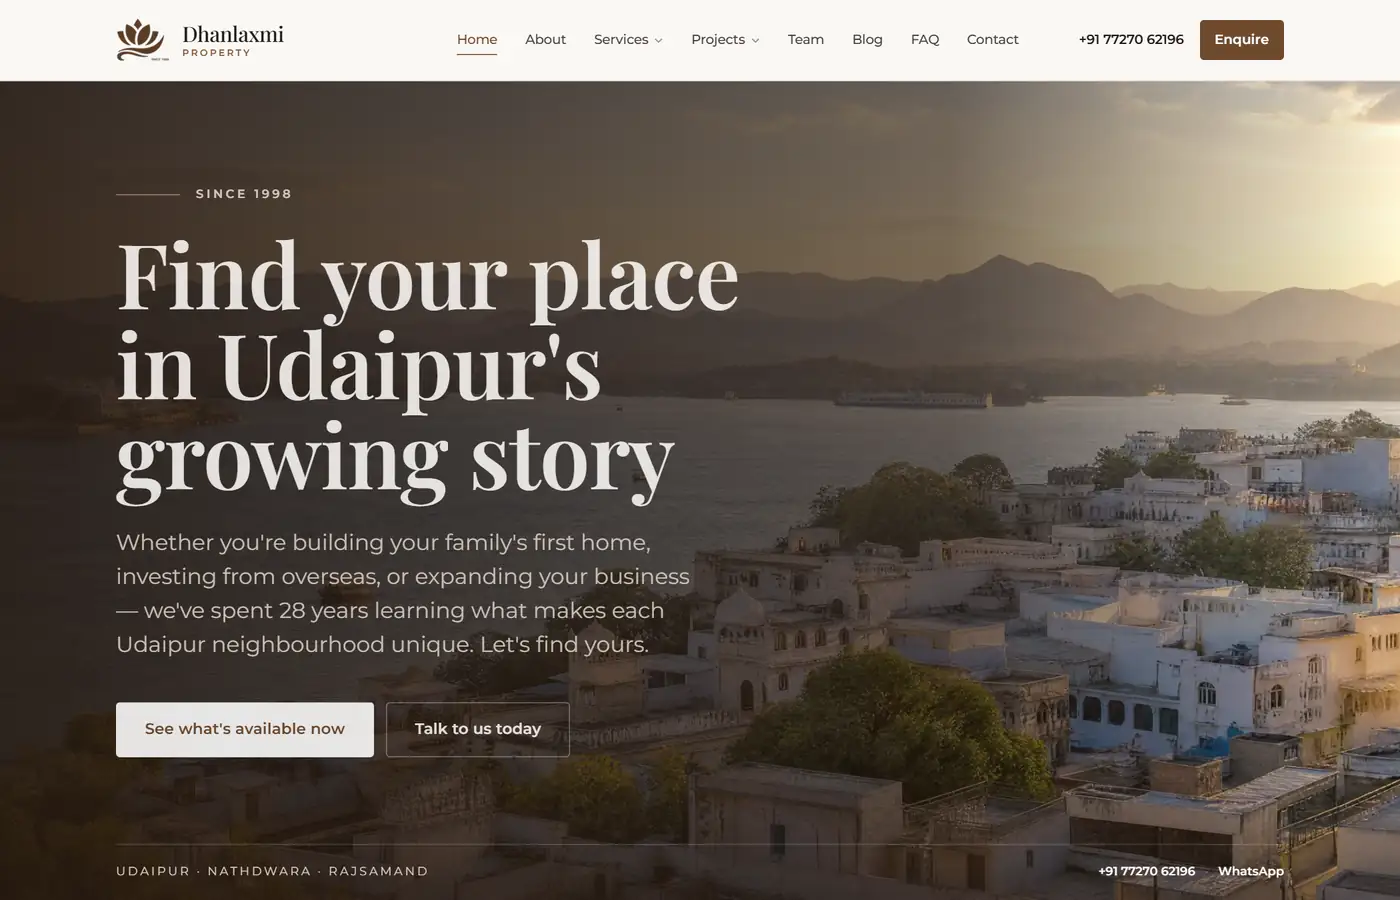 Dhanlaxmi
PROPERTY
Home About Services Projects Team Blog FAQ Contact +91 77270 62196 Enquire
SINCE 1998
Find your place
in Udaipur's
growing story
Whether you're building your family's first home,
investing from overseas, or expanding your business
— we've spent 28 years learning what makes each
Udaipur neighbourhood unique. Let's find yours.
See what's available now Talk to us today
UDAIPUR · NATHDWARA · RAJSAMAND +91 77270 62196 WhatsApp